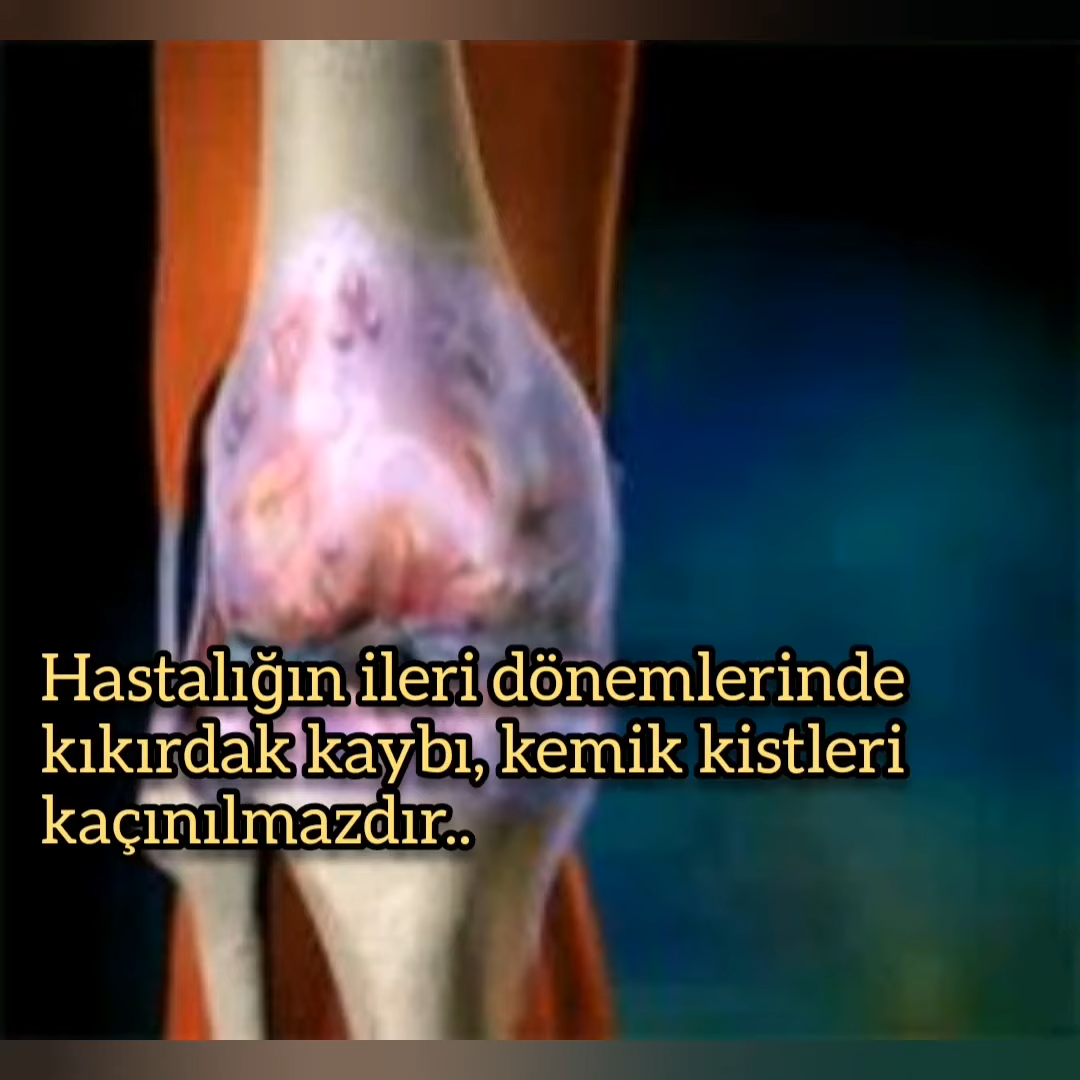 Hastalığın ileri dönemlerinde
kıkırdak kaybı, kemik kistleri
kaçınılmazdır..